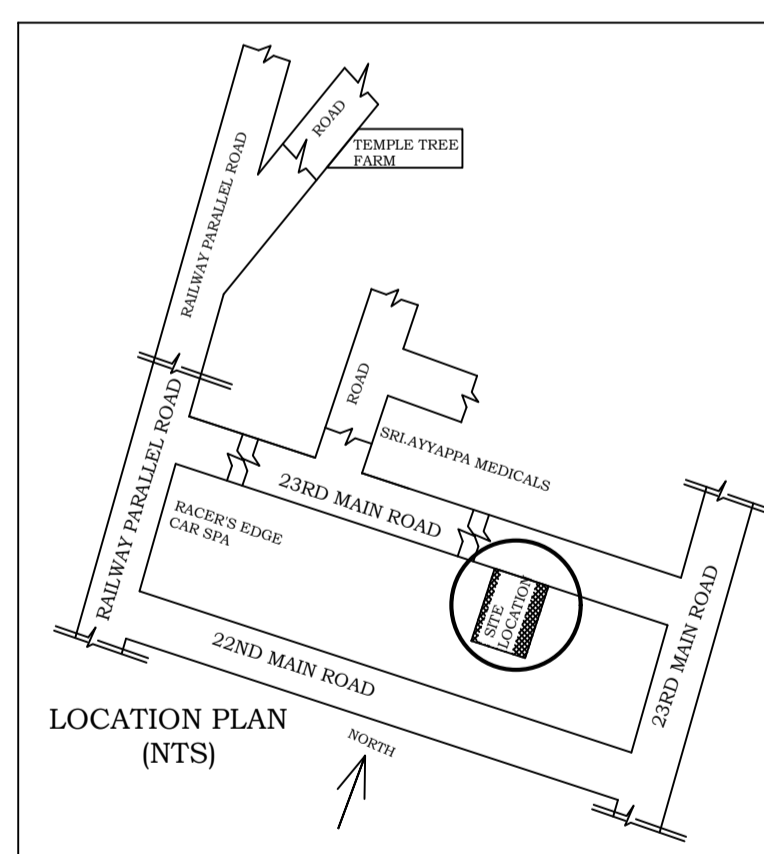 ROAD
TEMPLE TREE
FARM
RAILWAY PARALLEL ROAD
ROAD
SRI.AYYAPPA MEDICALS
RAILWAY PARALLEL ROAD
23RD MAIN ROAD
RACER'S EDGE
CAR SPA
SITE
LOCATION
22ND MAIN ROAD
23RD MAIN ROAD
LOCATION PLAN
(NTS)
NORTH